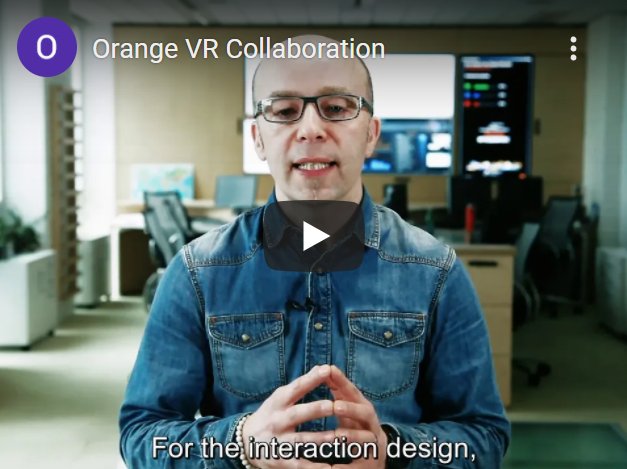 O
Orange VR Collaboration
For the interaction design,